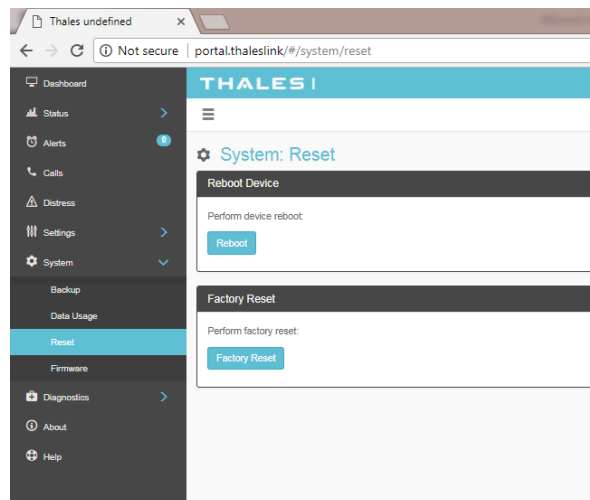 Thales undefined
Not secure | portal.thaleslink/#/system/reset
Dashboard
Status
Alerts 0
Calls
Distress
Settings
System
Backup
Data Usage
Reset
Firmware
Diagnostics
About
Help
THALES
System: Reset
Reboot Device
Perform device reboot:
Reboot
Factory Reset
Perform factory reset:
Factory Reset